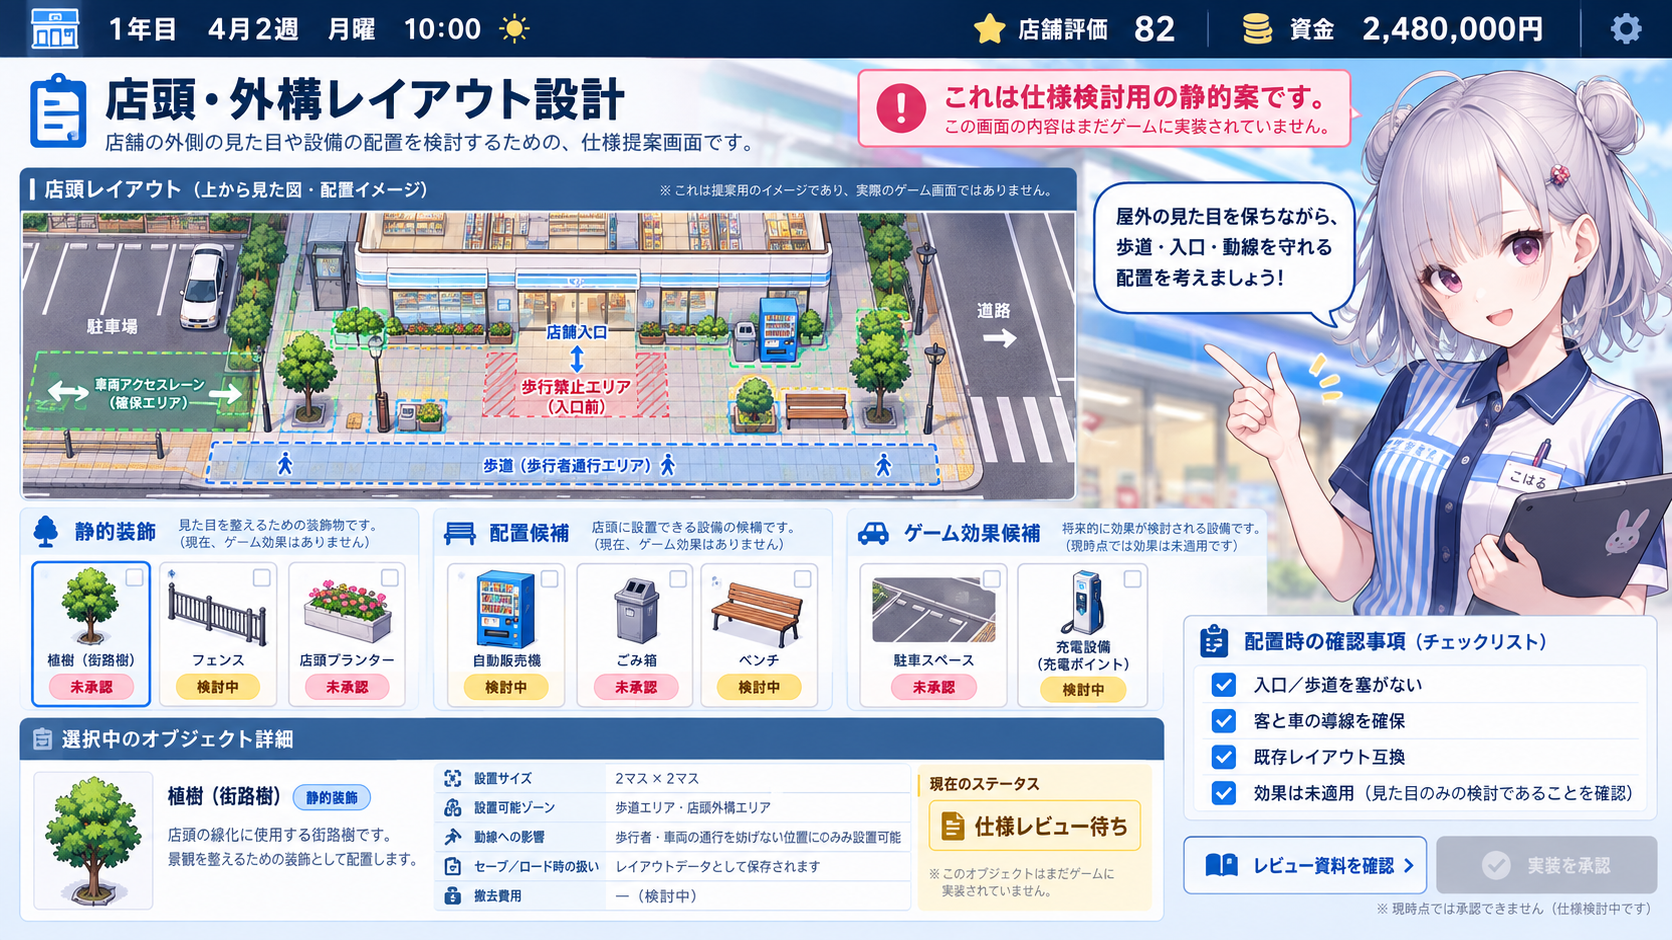 1年目 4月2週 月曜 10:00
店舗評価 82
資金 2,480,000円
店頭・外構レイアウト設計
店舗の外側の見た目や設備の配置を検討するための、仕様提案画面です。
これは仕様検討用の静的案です。
この画面の内容はまだゲームに実装されていません。
店頭レイアウト（上から見た図・配置イメージ）
※ これは提案用のイメージであり、実際のゲーム画面ではありません。
屋外の見た目を保ちながら、
歩道・入口・動線を守れる
配置を考えましょう！
駐車場
道路
店舗入口
車両アクセスレーン
（確保エリア）
歩行禁止エリア
（入口前）
歩道（歩行者通行エリア）
こはる
静的装飾
見た目を整えるための装飾物です。
（現在、ゲーム効果はありません）
植樹（街路樹）
未承認
フェンス
検討中
店頭プランター
未承認
配置候補
店頭に設置できる設備の候構です。
（現在、ゲーム効果はありません）
自動販売機
検討中
ごみ箱
未承認
ベンチ
検討中
ゲーム効果候補
将来的に効果が検討される設備です。
（現時点では効果は未適用です）
駐車スペース
未承認
充電設備
（充電ポイント）
検討中
選択中のオブジェクト詳細
植樹（街路樹）
静的装飾
店頭の線化に使用する街路樹です。
景観を整えるための装飾として配置します。
設置サイズ 2マス × 2マス
設置可能ゾーン 歩道エリア・店頭外構エリア
動線への影響 歩行者・車両の通行を妨げない位置にのみ設置可能
セーブ／ロード時の扱い レイアウトデータとして保存されます
撤去費用 —（検討中）
現在のステータス
仕様レビュー待ち
※ このオブジェクトはまだゲームに
実装されていません。
配置時の確認事項（チェックリスト）
入口／歩道を塞がない
客と車の導線を確保
既存レイアウト互換
効果は未適用（見た目のみの検討であることを確認）
レビュー資料を確認
実装を承認
※ 現時点では承認できません（仕様検討中です）